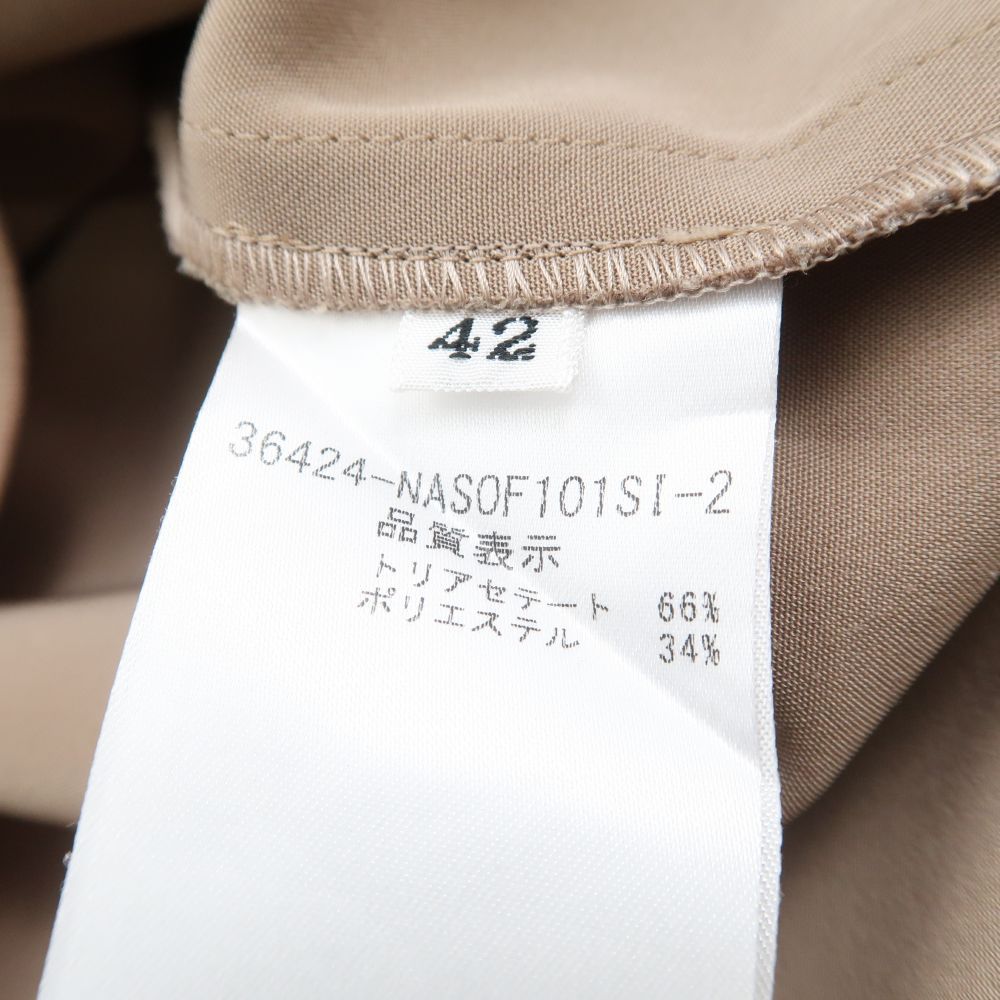 42
36424-NASOF101SI-2
品質表示
トリアセテート 66%
ポリエステル 34%